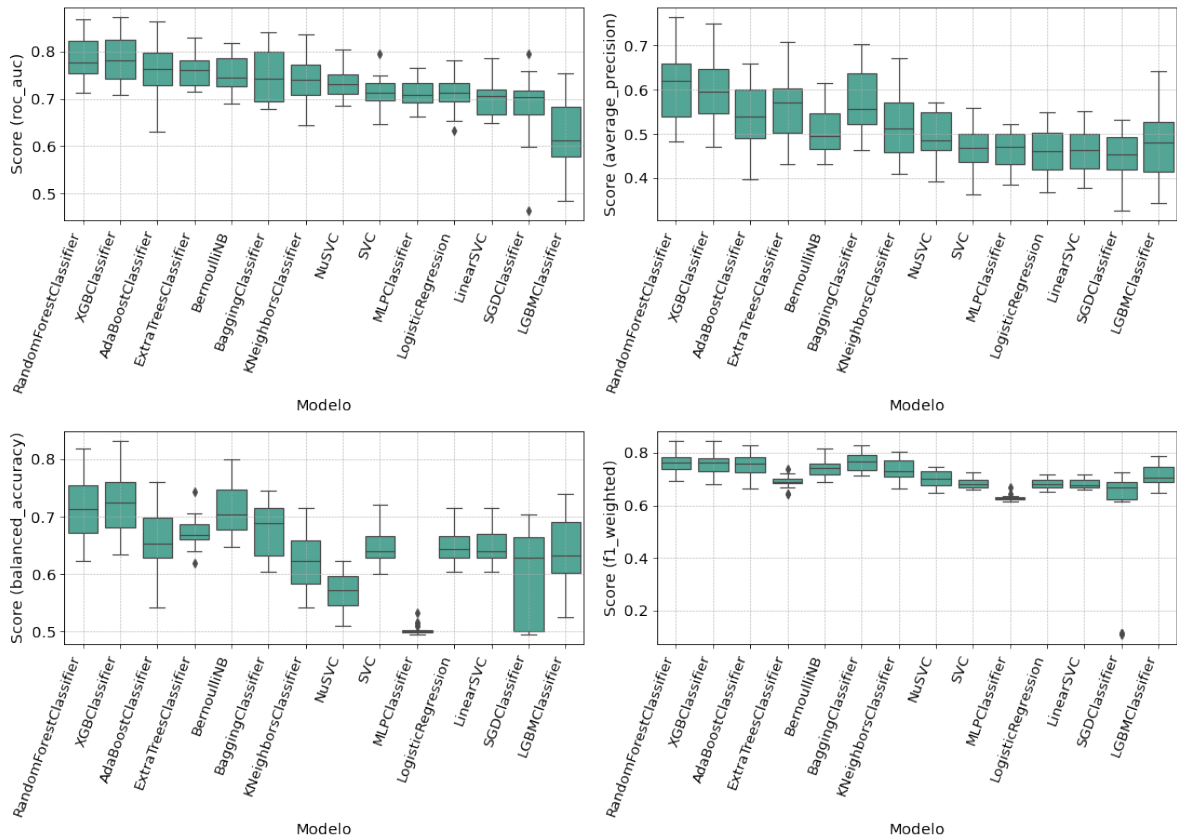 Score (roc_auc)
0.8
0.7
0.6
0.5
RandomForestClassifier
XGBClassifier
AdaBoostClassifier
ExtraTreesClassifier
BernoulliNB
BaggingClassifier
KNeighborsClassifier
NuSVC
SVC
MLPClassifier
LogisticRegression
LinearSVC
SGDClassifier
LGBMClassifier
Modelo
Score (average_precision)
0.7
0.6
0.5
0.4
RandomForestClassifier
XGBClassifier
AdaBoostClassifier
ExtraTreesClassifier
BernoulliNB
BaggingClassifier
KNeighborsClassifier
NuSVC
SVC
MLPClassifier
LogisticRegression
LinearSVC
SGDClassifier
LGBMClassifier
Modelo
Score (balanced_accuracy)
0.8
0.7
0.6
0.5
RandomForestClassifier
XGBClassifier
AdaBoostClassifier
ExtraTreesClassifier
BernoulliNB
BaggingClassifier
KNeighborsClassifier
NuSVC
SVC
MLPClassifier
LogisticRegression
LinearSVC
SGDClassifier
LGBMClassifier
Modelo
Score (f1_weighted)
0.8
0.6
0.4
0.2
RandomForestClassifier
XGBClassifier
AdaBoostClassifier
ExtraTreesClassifier
BernoulliNB
BaggingClassifier
KNeighborsClassifier
NuSVC
SVC
MLPClassifier
LogisticRegression
LinearSVC
SGDClassifier
LGBMClassifier
Modelo